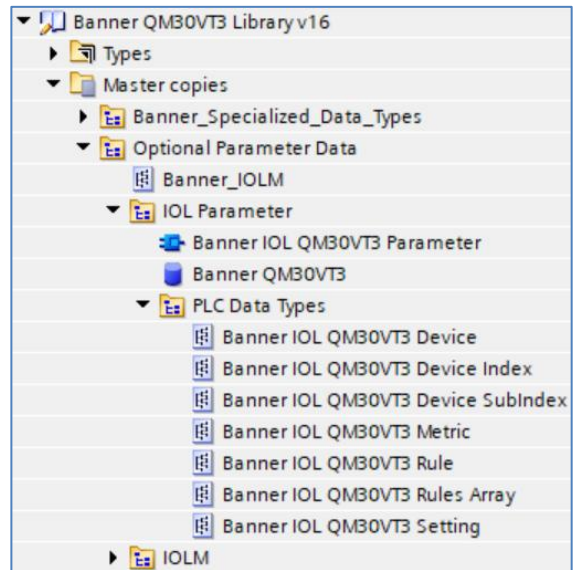 Banner QM30VT3 Library v16
Types
Master copies
Banner_Specialized_Data_Types
Optional Parameter Data
Banner_IOLM
IOL Parameter
Banner IOL QM30VT3 Parameter
Banner QM30VT3
PLC Data Types
Banner IOL QM30VT3 Device
Banner IOL QM30VT3 Device Index
Banner IOL QM30VT3 Device SubIndex
Banner IOL QM30VT3 Metric
Banner IOL QM30VT3 Rule
Banner IOL QM30VT3 Rules Array
Banner IOL QM30VT3 Setting
IOLM